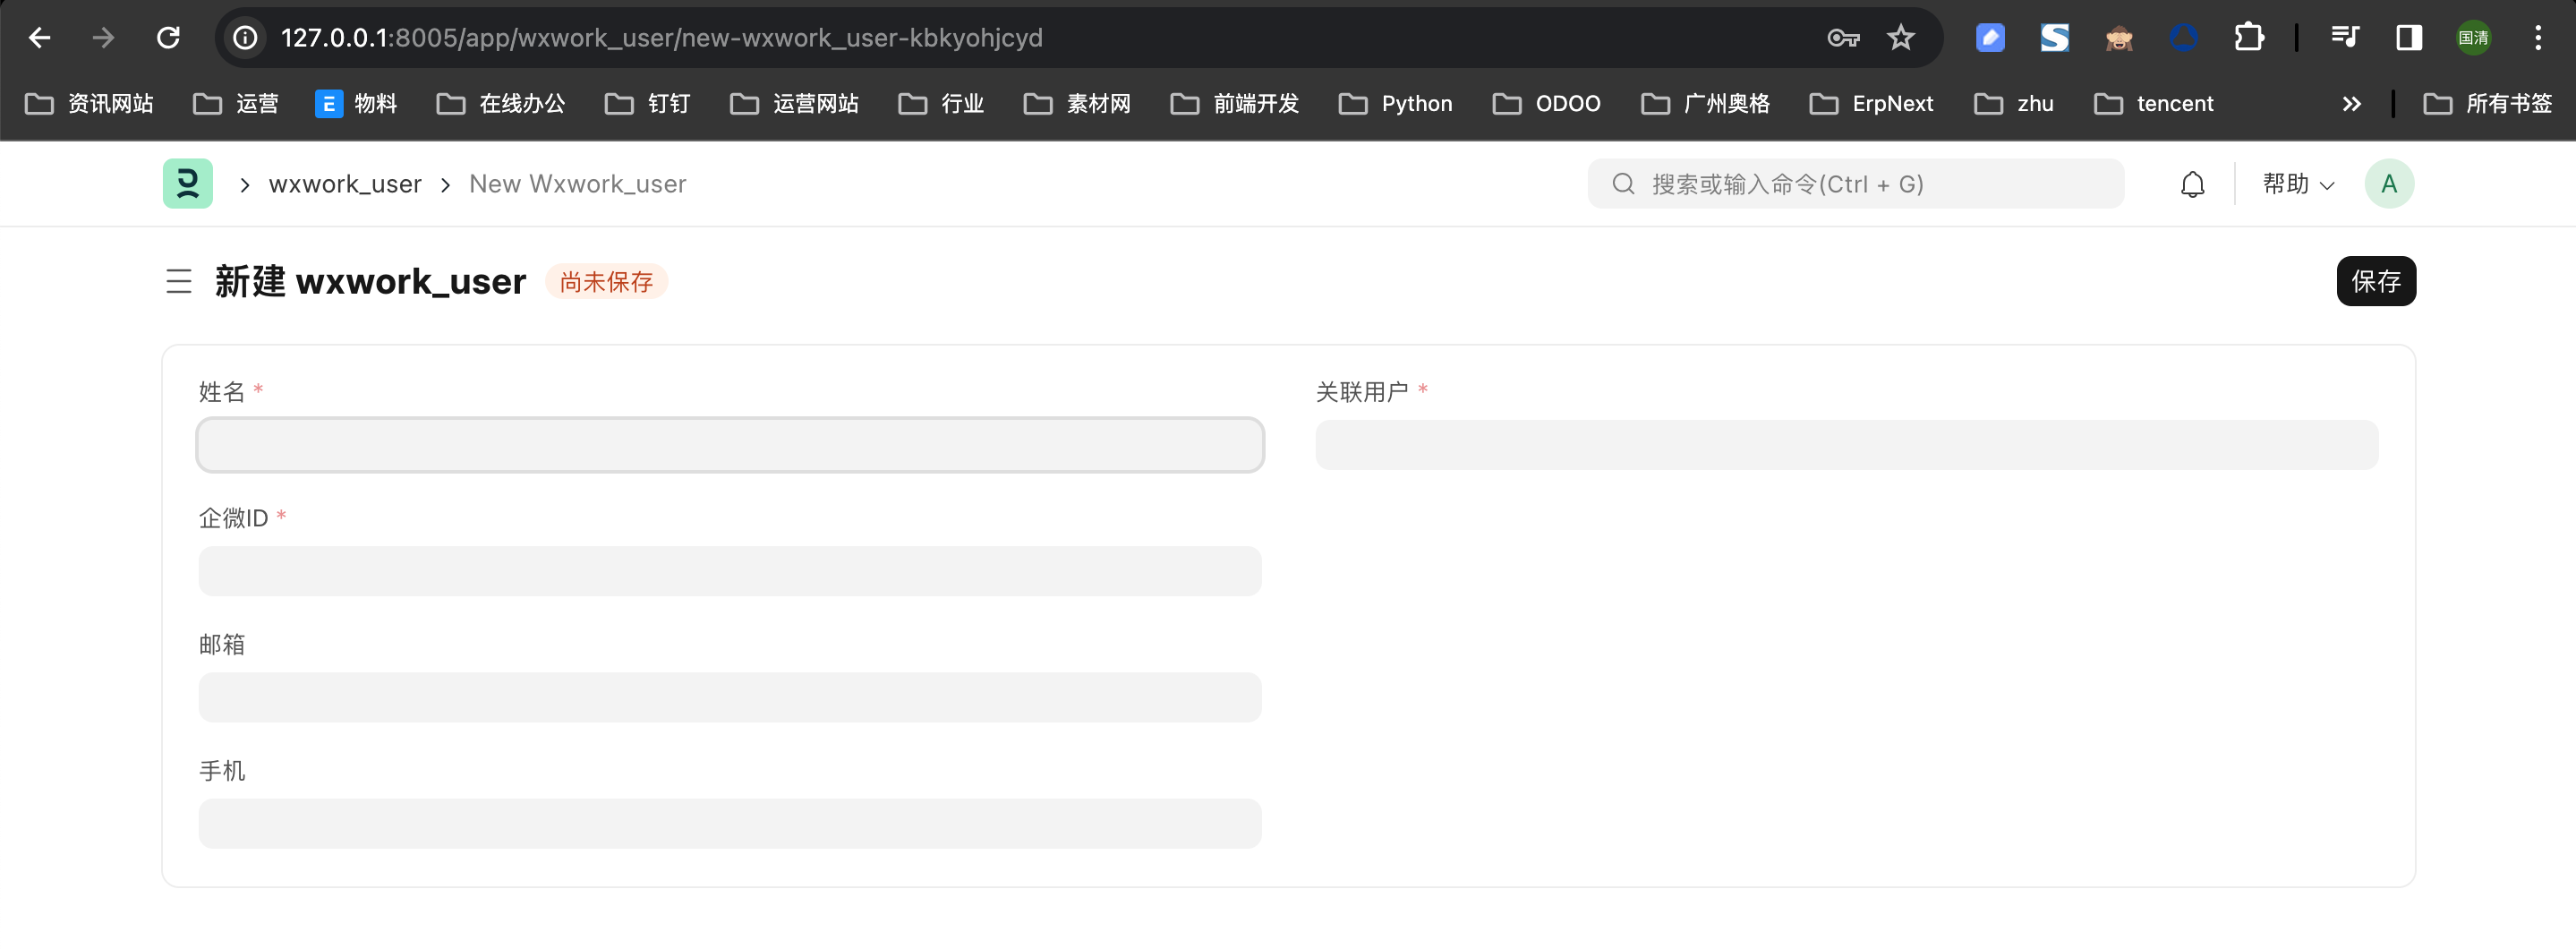 127.0.0.1:8005/app/wxwork_user/new-wxwork_user-kbkyohjcyd
国清
资讯网站 运营 E 物料 在线办公 钉钉 运营网站 行业 素材网 前端开发 Python ODOO 广州奥格 ErpNext zhu tencent » 所有书签
wxwork_user New Wxwork_user 搜索或输入命令(Ctrl + G) 帮助 A
新建 wxwork_user 尚未保存 保存
姓名 * 关联用户 *
企微ID *
邮箱
手机